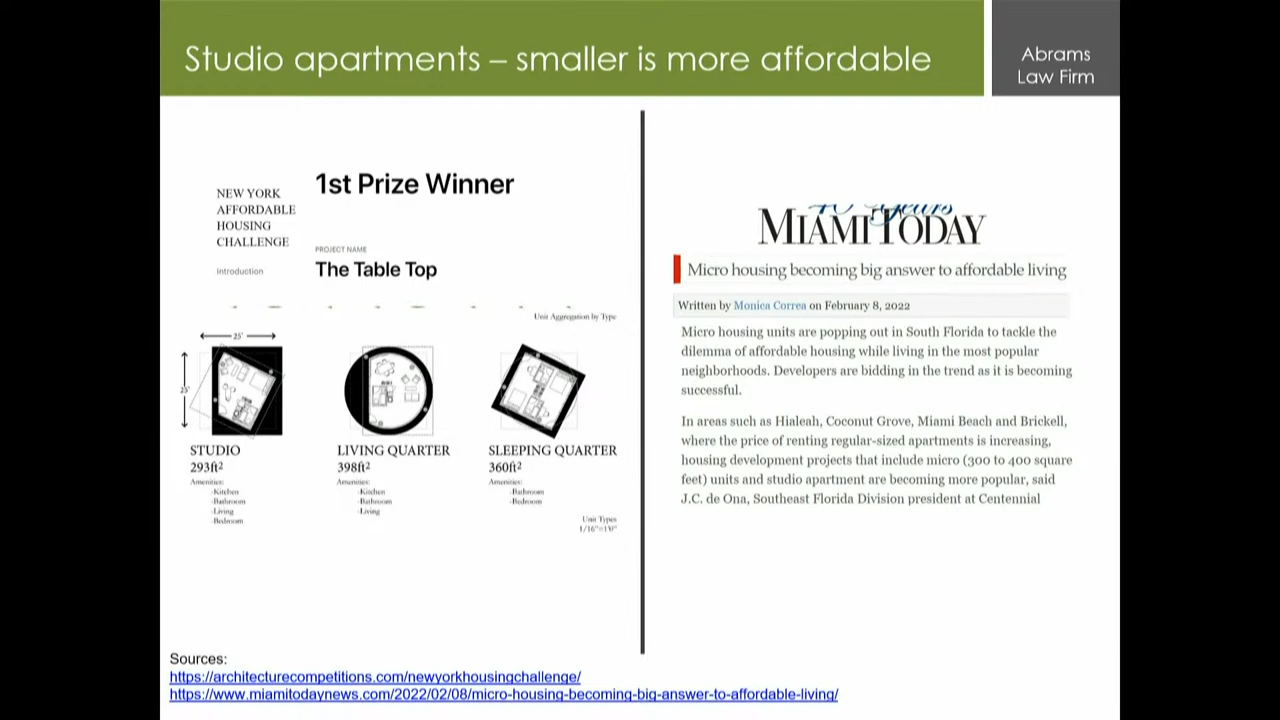 Studio apartments – smaller is more affordable
Abrams
Law Firm
NEW YORK
AFFORDABLE
HOUSING
CHALLENGE
Introduction
1st Prize Winner
PROJECT NAME
The Table Top
Unit Aggregation by Type
25'
25'
STUDIO
293ft²
Amenities:
-Kitchen
-Bathroom
-Living
-Bedroom
LIVING QUARTER
398ft²
Amenities:
-Kitchen
-Bathroom
-Living
SLEEPING QUARTER
360ft²
Amenities:
-Bathroom
-Bedroom
Unit Types
1/16"=1'0"
40 Years
MIAMI TODAY
Micro housing becoming big answer to affordable living
Written by Monica Correa on February 8, 2022
Micro housing units are popping out in South Florida to tackle the
dilemma of affordable housing while living in the most popular
neighborhoods. Developers are bidding in the trend as it is becoming
successful.
In areas such as Hialeah, Coconut Grove, Miami Beach and Brickell,
where the price of renting regular-sized apartments is increasing,
housing development projects that include micro (300 to 400 square
feet) units and studio apartment are becoming more popular, said
J.C. de Ona, Southeast Florida Division president at Centennial
Sources:
https://architecturecompetitions.com/newyorkhousingchallenge/
https://www.miamitodaynews.com/2022/02/08/micro-housing-becoming-big-answer-to-affordable-living/